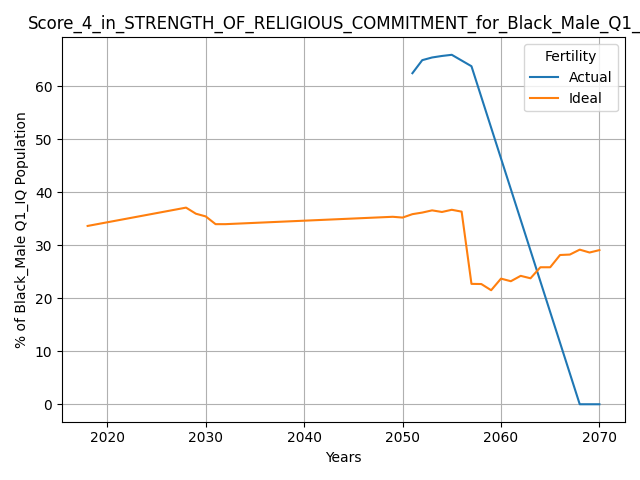 Score_4_in_STRENGTH_OF_RELIGIOUS_COMMITMENT_for_Black_Male_Q1_
Fertility
Actual
Ideal
% of Black_Male Q1_IQ Population
60
50
40
30
20
10
0
2020 2030 2040 2050 2060 2070
Years